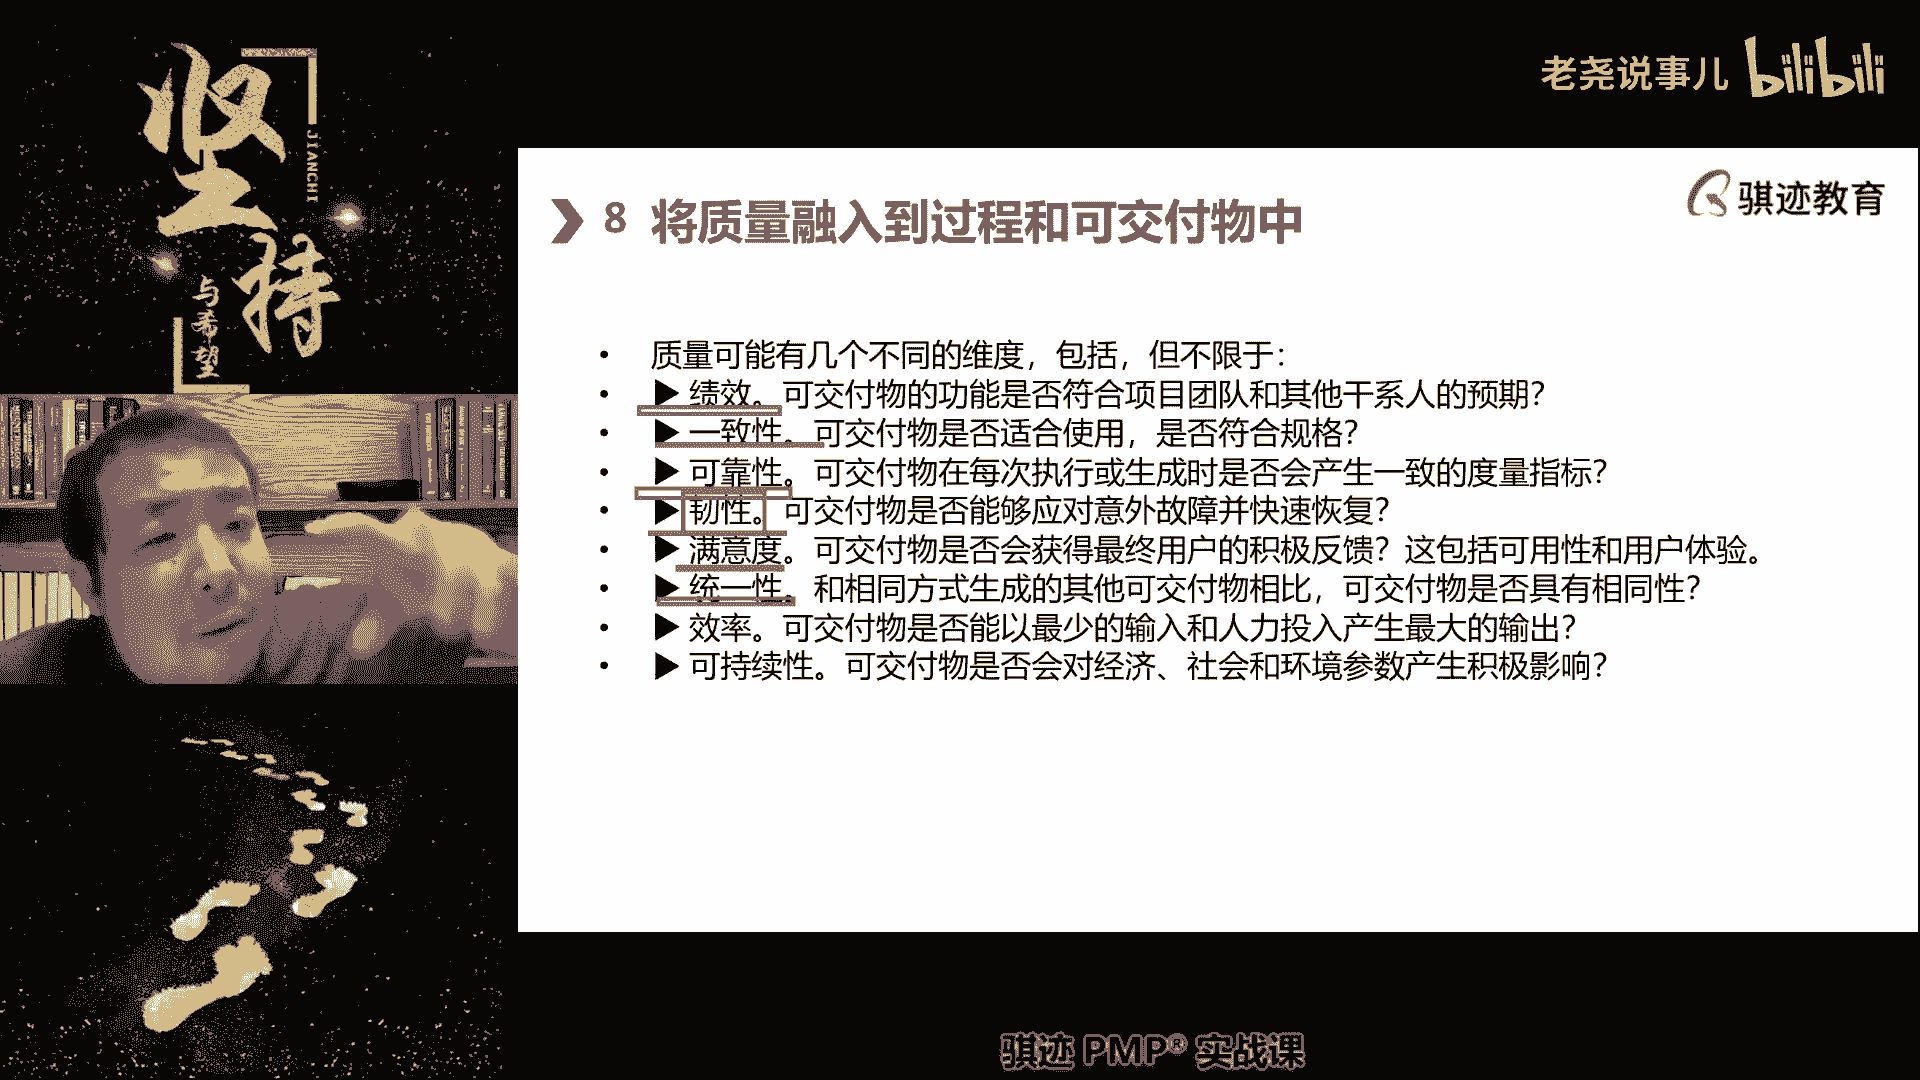 坚持
JIANCHI
与希望
老尧说事儿 bilibili
骐迹教育
8 将质量融入到过程和可交付物中
• 质量可能有几个不同的维度，包括，但不限于：
• ▶ 绩效。可交付物的功能是否符合项目团队和其他干系人的预期？
• ▶ 一致性。可交付物是否适合使用，是否符合规格？
• ▶ 可靠性。可交付物在每次执行或生成时是否会产生一致的度量指标？
• ▶ 韧性。可交付物是否能够应对意外故障并快速恢复？
• ▶ 满意度。可交付物是否会获得最终用户的积极反馈？这包括可用性和用户体验。
• ▶ 统一性。和相同方式生成的其他可交付物相比，可交付物是否具有相同性？
• ▶ 效率。可交付物是否能以最少的输入和人力投入产生最大的输出？
• ▶ 可持续性。可交付物是否会对经济、社会和环境参数产生积极影响？
骐迹 PMP® 实战课